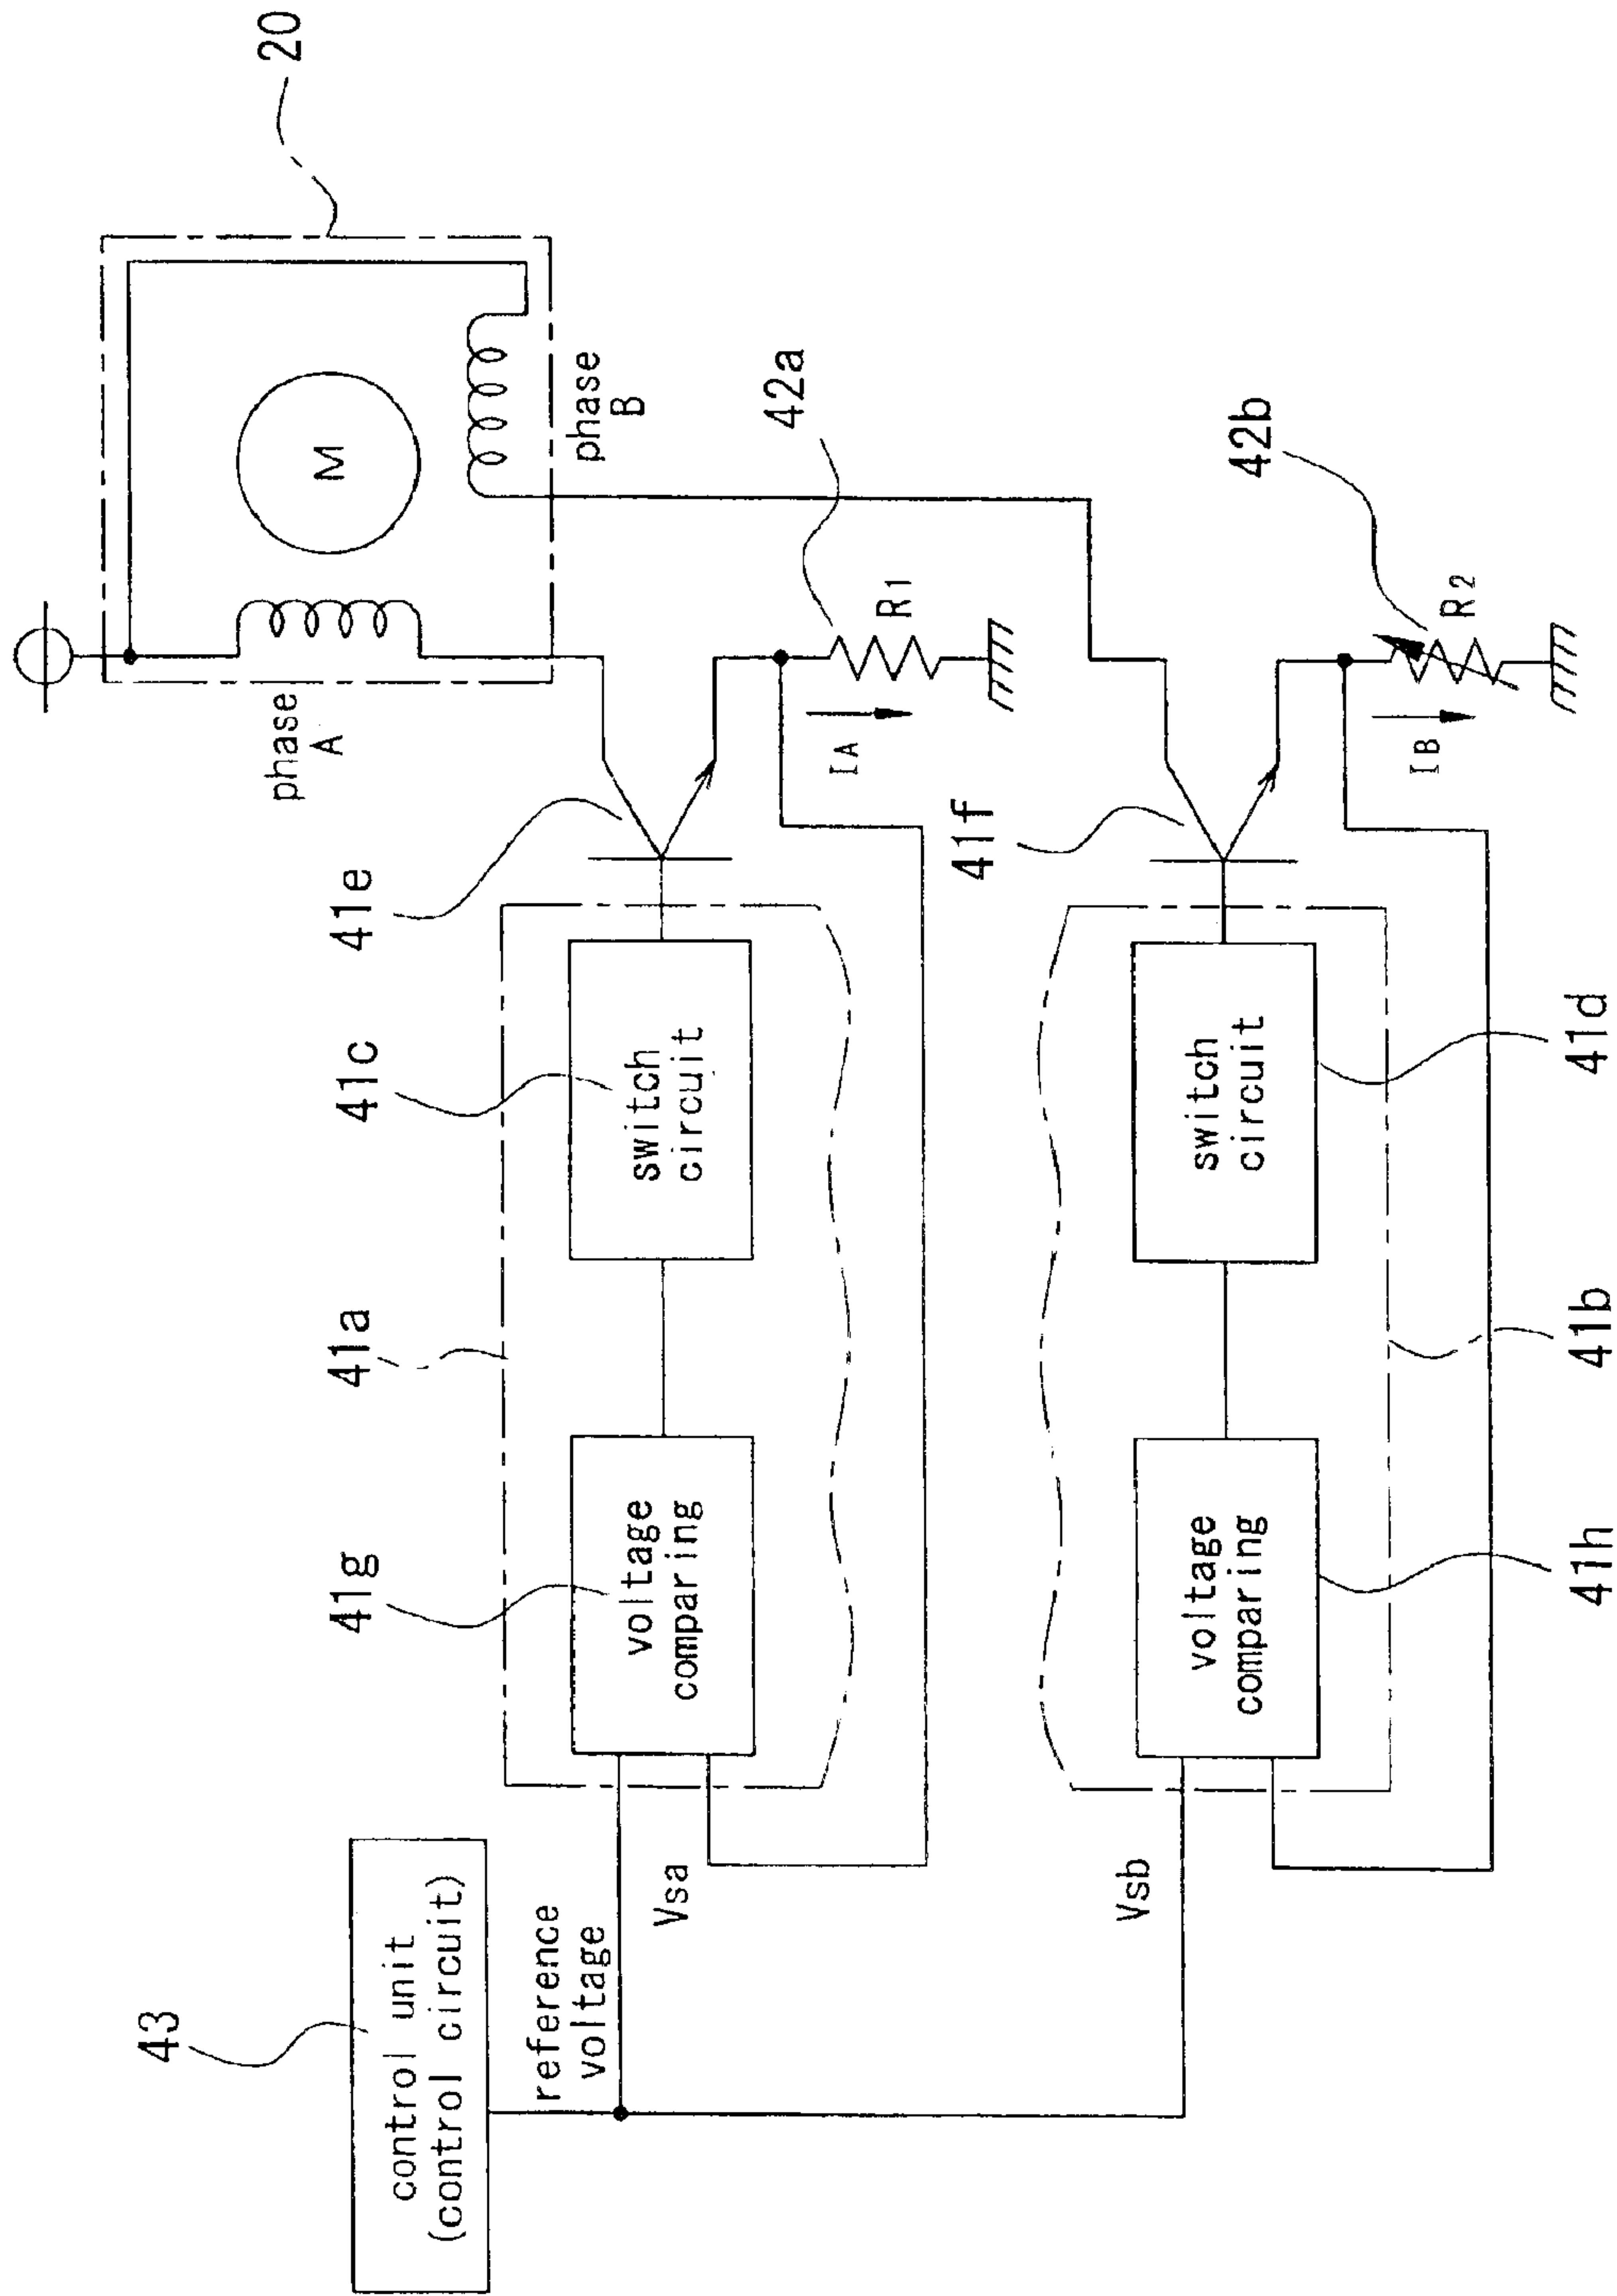 43
control unit
(control circuit)
reference
voltage
Vsa
Vsb
41g
voltage
comparing
41a
41c
switch
circuit
41e
phase
A
M
phase
B
20
IA
R1
42a
voltage
comparing
41h
41b
switch
circuit
41d
41f
IB
R2
42b